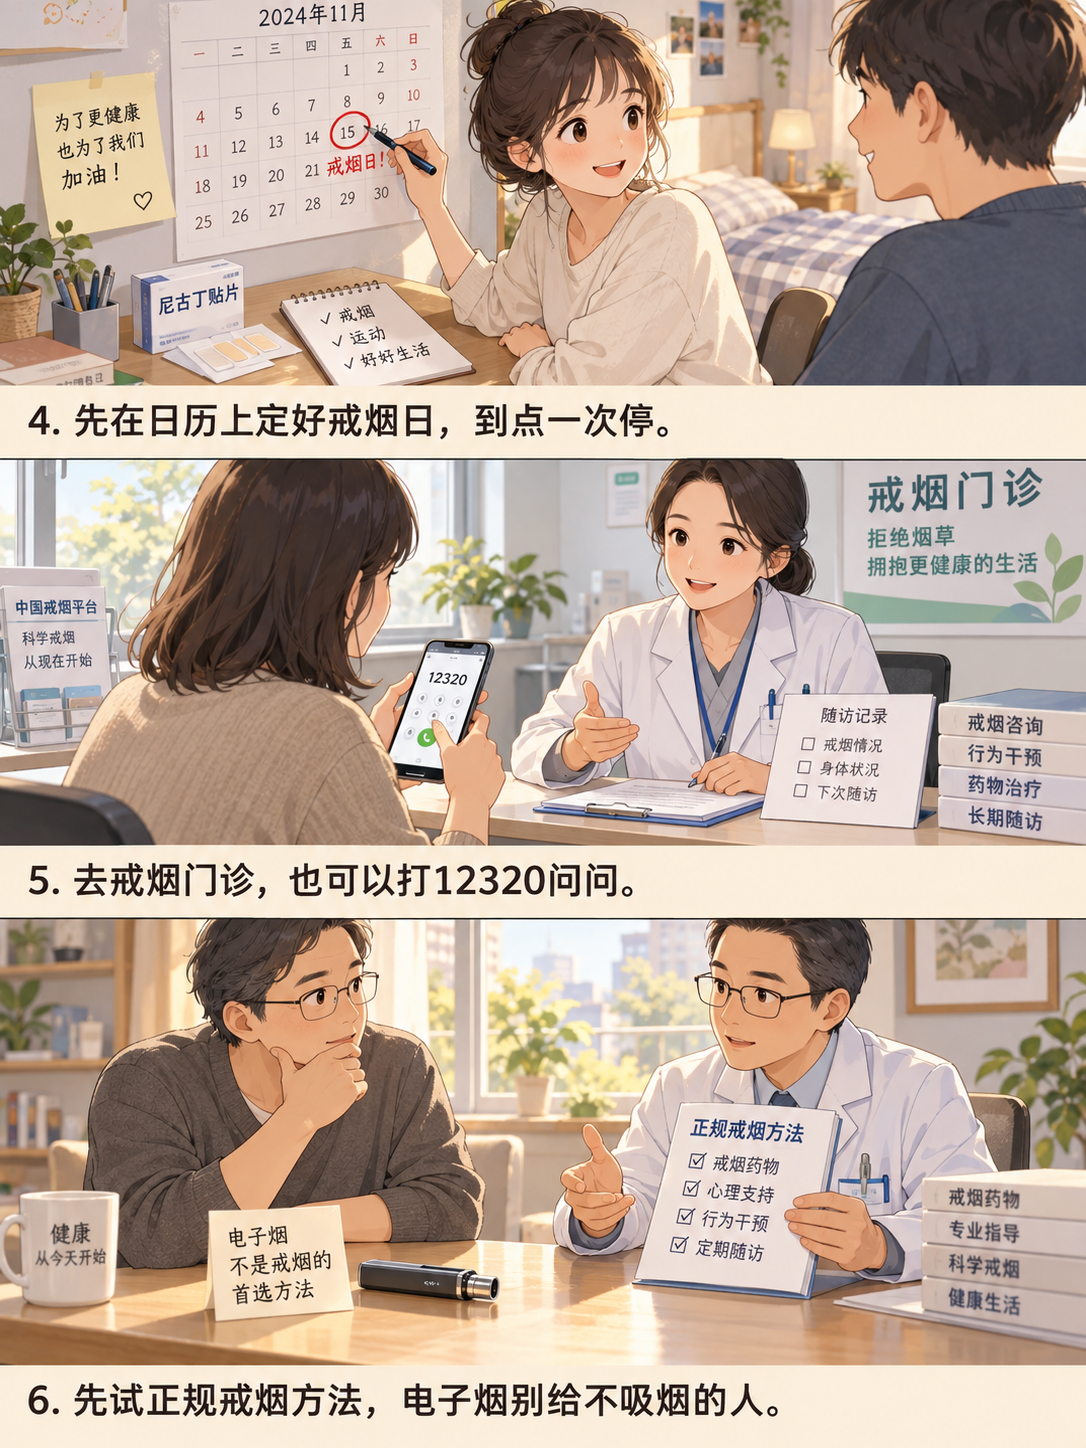 2024年11月
一 二 三 四 五 六 日
1 2 3
4 5 6 7 8 9 10
11 12 13 14 15 16 17
18 19 20 21 戒烟日!
25 26 27 28 29 30
为了更健康
也为了我们
加油!
尼古丁贴片
✓ 戒烟
✓ 运动
✓ 好好生活
4. 先在日历上定好戒烟日，到点一次停。
中国戒烟平台
科学戒烟
从现在开始
12320
戒烟门诊
拒绝烟草
拥抱更健康的生活
随访记录
□ 戒烟情况
□ 身体状况
□ 下次随访
戒烟咨询
行为干预
药物治疗
长期随访
5. 去戒烟门诊，也可以打12320问问。
健康
从今天开始
电子烟
不是戒烟的
首选方法
正规戒烟方法
☑ 戒烟药物
☑ 心理支持
☑ 行为干预
☑ 定期随访
戒烟药物
专业指导
科学戒烟
健康生活
6. 先试正规戒烟方法，电子烟别给不吸烟的人。